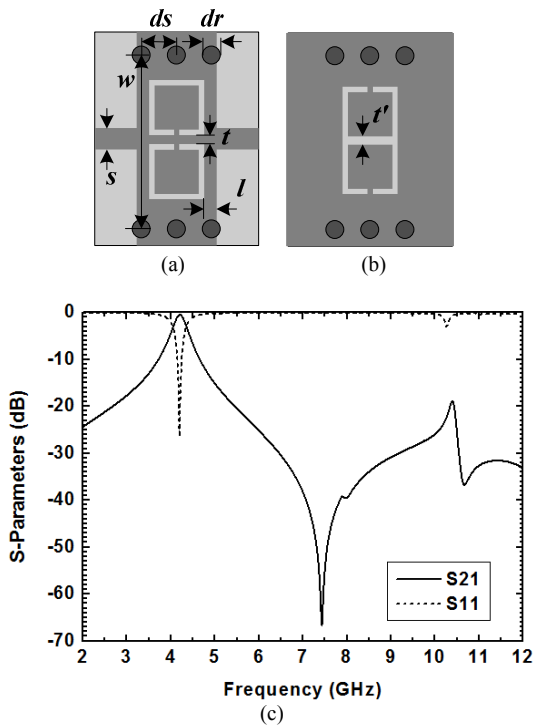 ds dr
w
t
s
l
(a)
t'
(b)
0
-10
-20
-30
-40
-50
-60
-70
S-Parameters (dB)
S21
S11
2 3 4 5 6 7 8 9 10 11 12
Frequency (GHz)
(c)